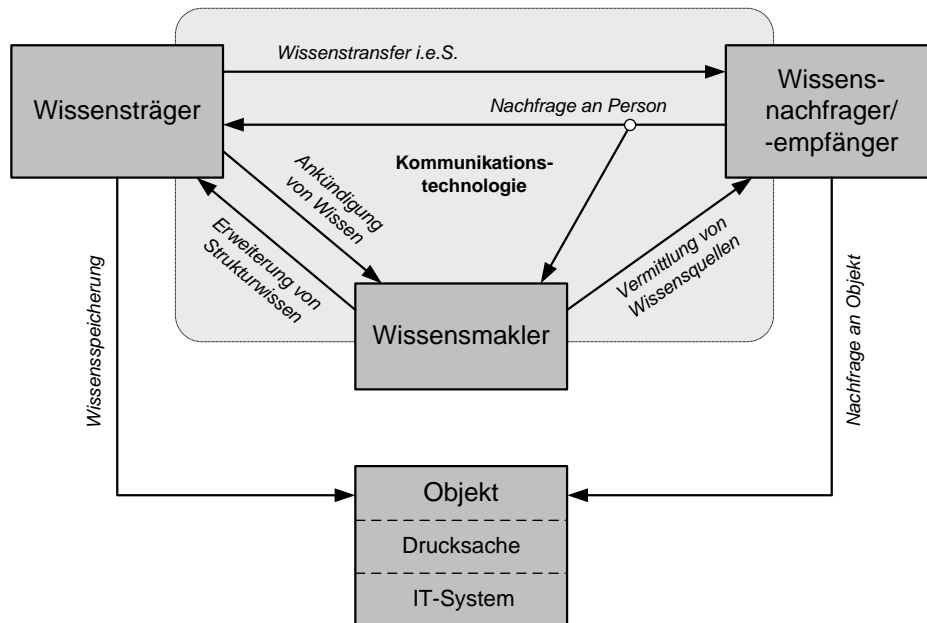 Wissenstransfer i.e.S.
Wissensträger
Wissens-
nachfrager/
-empfänger
Nachfrage an Person
Kommunikations-
technologie
Ankündigung
von Wissen
Erweiterung von
Strukturwissen
Vermittlung von
Wissensquellen
Wissensmakler
Wissensspeicherung
Nachfrage an Objekt
Objekt
Drucksache
IT-System